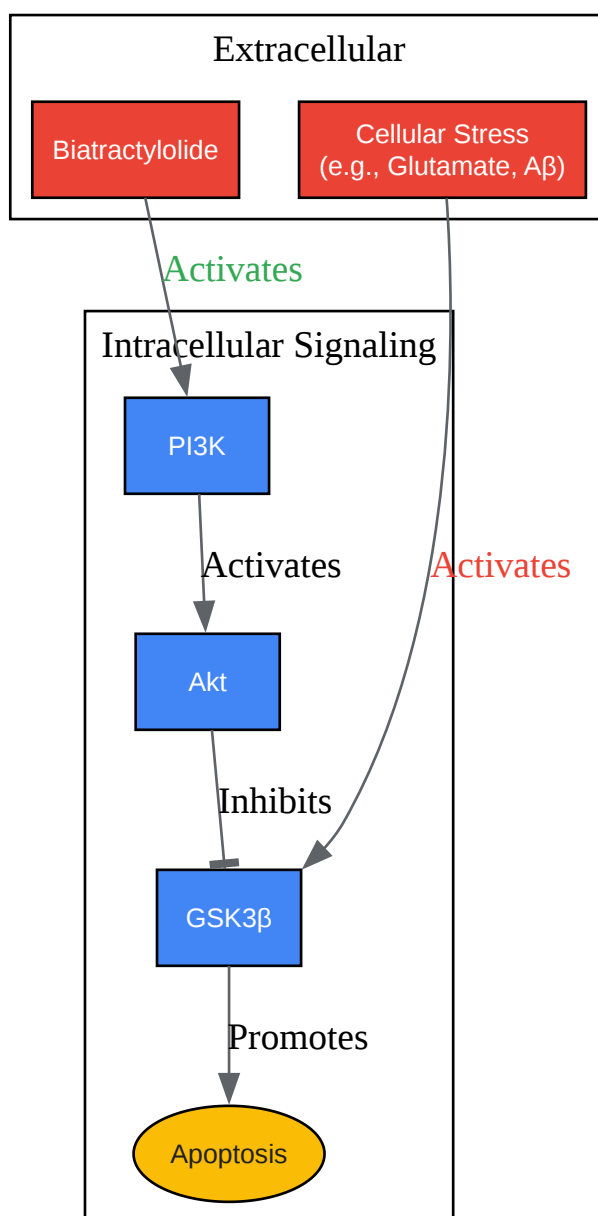 Extracellular
Biatractylolide
Cellular Stress
(e.g., Glutamate, Aβ)
Activates
Intracellular Signaling
PI3K
Activates
Activates
Akt
Inhibits
GSK3β
Promotes
Apoptosis